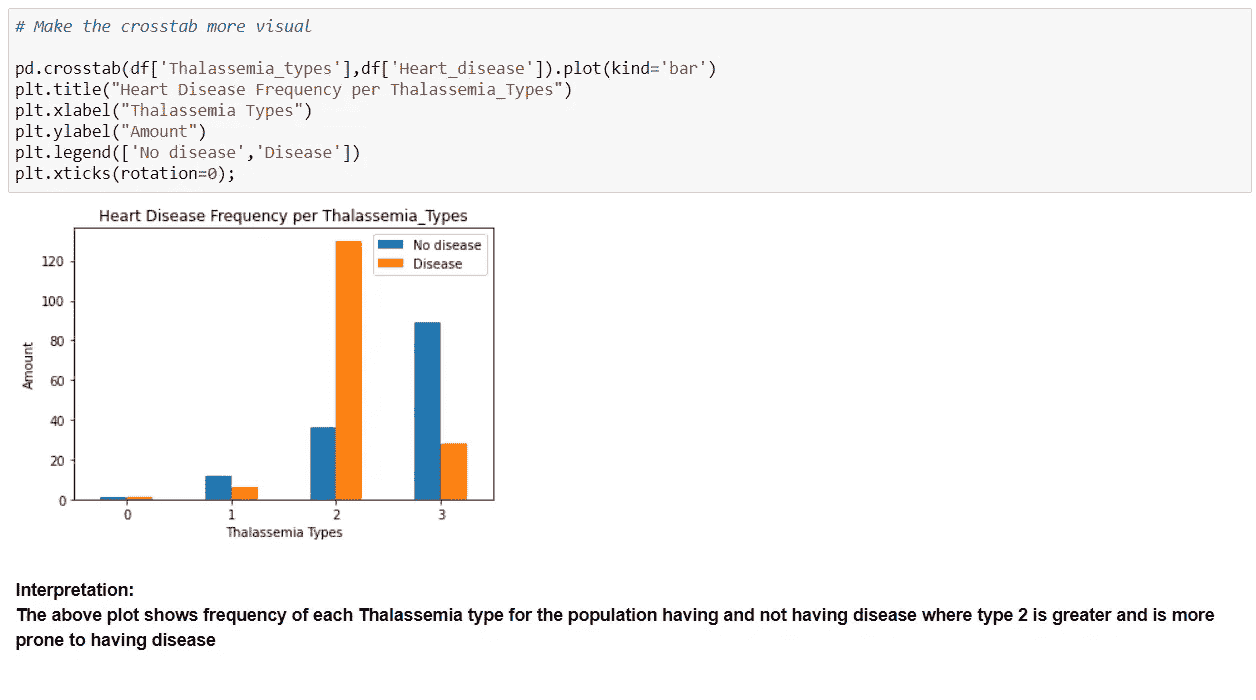 # Make the crosstab more visual
pd.crosstab(df['Thalassemia_types'],df['Heart_disease']).plot(kind='bar')
plt.title("Heart Disease Frequency per Thalassemia_Types")
plt.xlabel("Thalassemia Types")
plt.ylabel("Amount")
plt.legend(['No disease','Disease'])
plt.xticks(rotation=0);
Heart Disease Frequency per Thalassemia_Types
No disease
Disease
120
100
80
60
40
20
0
Amount
0 1 2 3
Thalassemia Types
Interpretation:
The above plot shows frequency of each Thalassemia type for the population having and not having disease where type 2 is greater and is more
prone to having disease